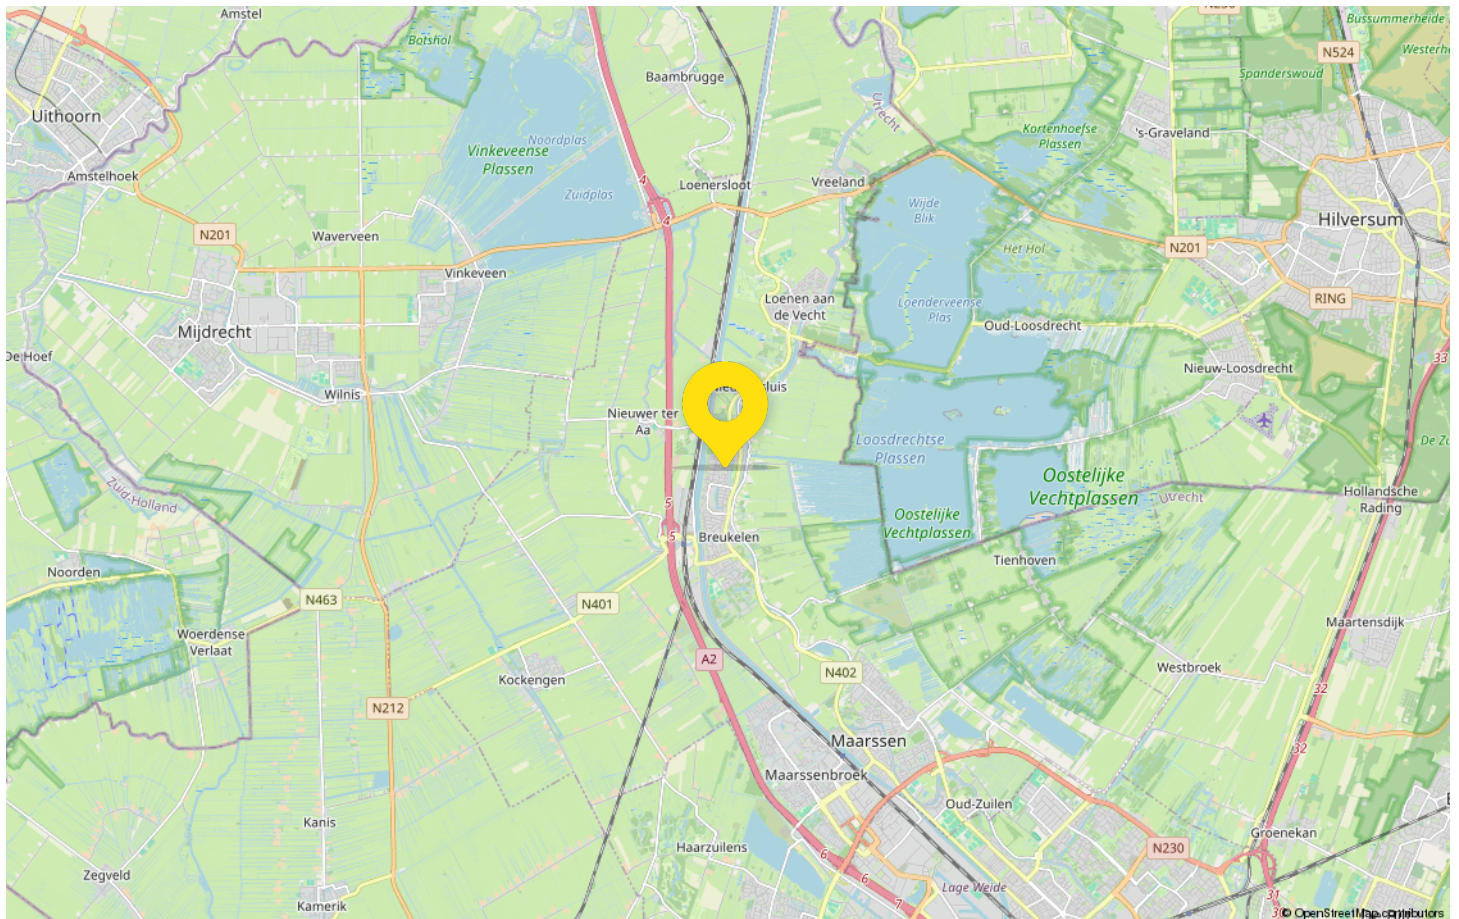 Amstel
N236
Bussummerheide
Botshol
N524
Baambrugge
Spanderswoud
Uithoorn
Utrecht
Kortenhoefse
Plassen
's-Graveland
Noordplas
Vinkeveense
Plassen
Amstelhoek
4
Loenersloot
Vreeland
Zuidplas
Wijde
Blik
4
Hilversum
N201
Waverveen
Het Hol
N201
Vinkeveen
Loenen aan
de Vecht
Loenderveense
Plas
RING
Oud-Loosdrecht
Mijdrecht
De Hoef
33
Nieuw-Loosdrecht
Wilnis
Nieuwer ter
Aa
Loosdrechtse
Plassen
Oostelijke
Vechtplassen
Zuid-Holland
Utrecht
Hollandsche
Rading
5
Oostelijke
Vechtplassen
5
Breukelen
Tienhoven
Noorden
N463
N401
Maartensdijk
Woerdense
Verlaat
A2
Westbroek
N402
Kockengen
32
N212
Maarssen
32
Maarssenbroek
Oud-Zuilen
Kanis
Groenekan
Haarzuilens
N230
6
Zegveld
6
Lage Weide
31
Kamerik
7
© OpenStreetMap contributors